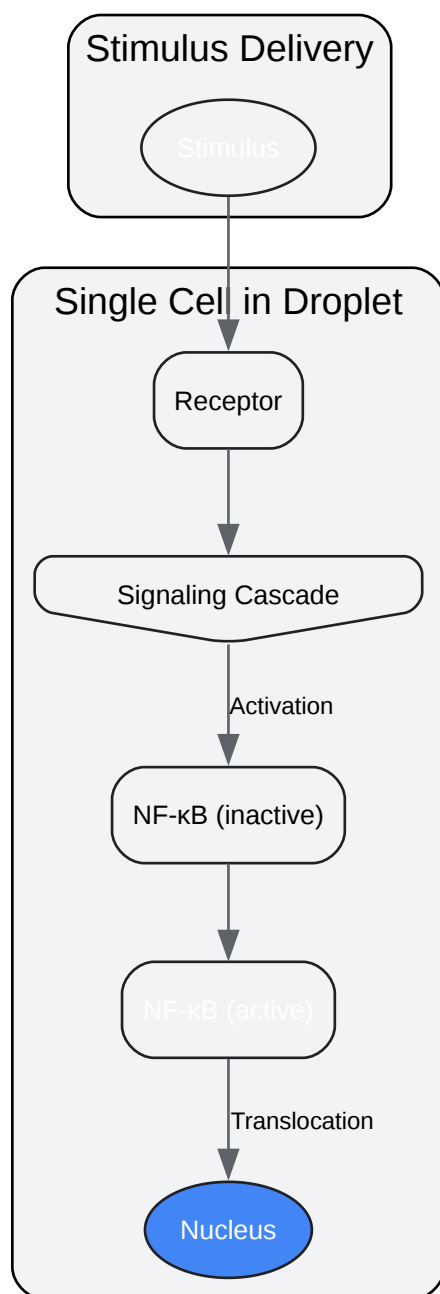 Stimulus Delivery
Stimulus
Single Cell in Droplet
Receptor
Signaling Cascade
Activation
NF-κB (inactive)
NF-κB (active)
Translocation
Nucleus